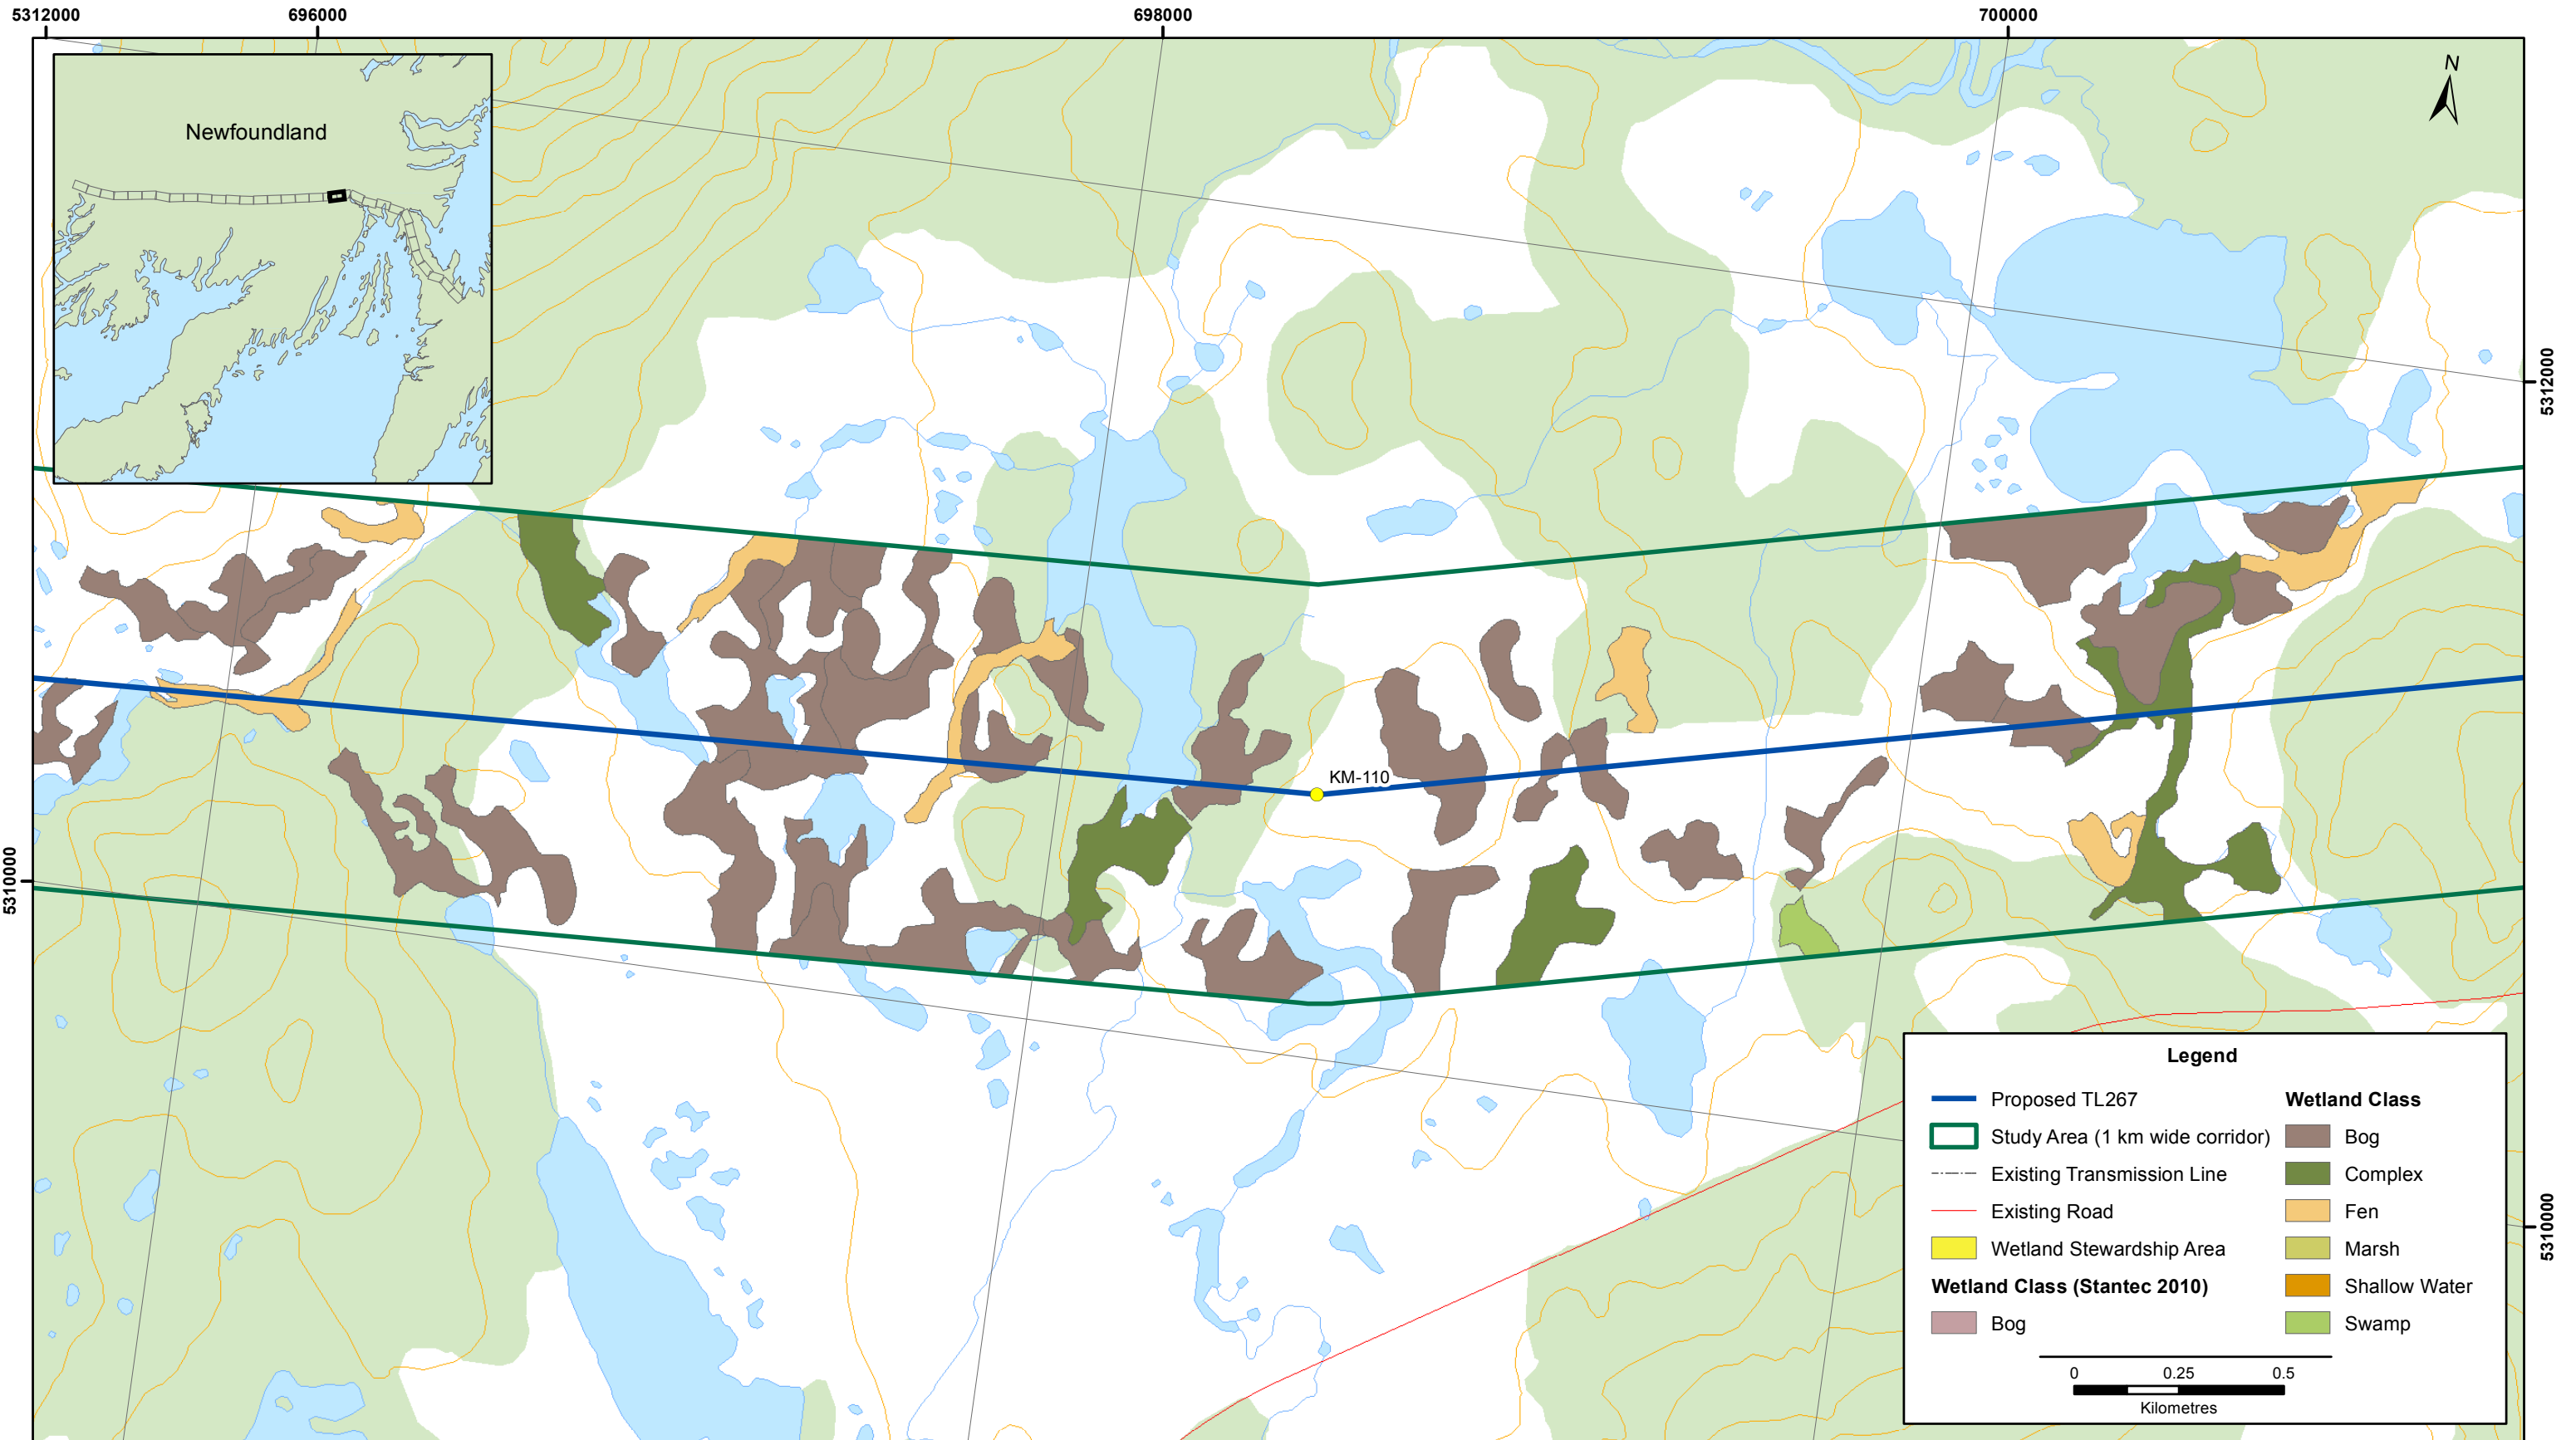 5312000
696000
698000
700000
N
Newfoundland
5312000
KM-110
5310000
5310000
Legend
Proposed TL267
Study Area (1 km wide corridor)
Existing Transmission Line
Existing Road
Wetland Stewardship Area
Wetland Class (Stantec 2010)
Bog
Wetland Class
Bog
Complex
Fen
Marsh
Shallow Water
Swamp
0 0.25 0.5
Kilometres